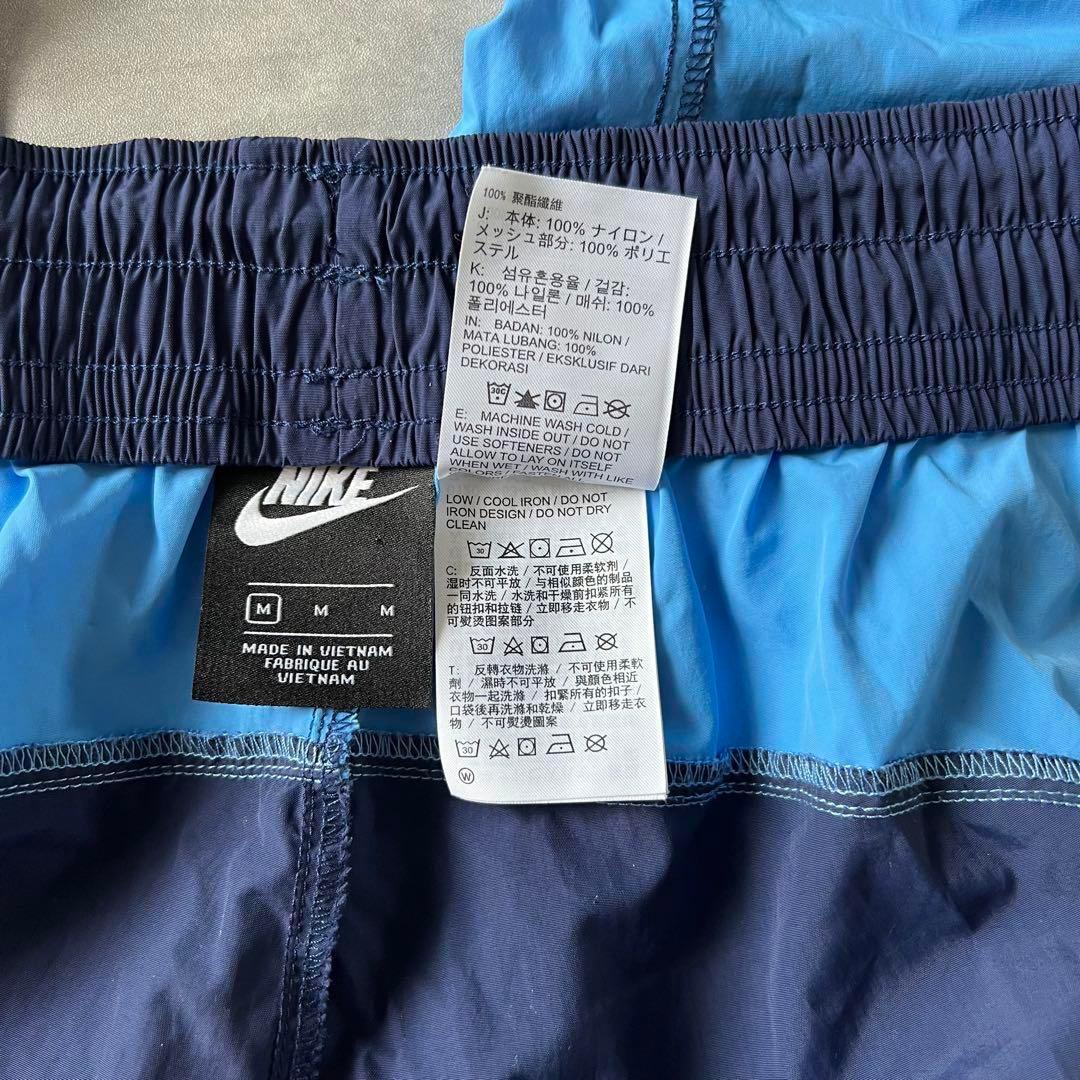 100% 聚酯纖維
J: 本体: 100% ナイロン /
メッシュ部分: 100% ポリエ
ステル
K: 섬유혼용율 / 겉감:
100% 나일론 / 매쉬: 100%
폴리에스터
IN: BADAN: 100% NILON /
MATA LUBANG: 100%
POLIESTER / EKSKLUSIF DARI
DEKORASI
30C
E: MACHINE WASH COLD /
WASH INSIDE OUT / DO NOT
USE SOFTENERS / DO NOT
ALLOW TO LAY ON ITSELF
WHEN WET / WASH WITH LIKE
COLORS /
LOW / COOL IRON / DO NOT
IRON DESIGN / DO NOT DRY
CLEAN
30
C: 反面水洗 / 不可使用柔软剂 /
湿时不可平放 / 与相似颜色的制品
一同水洗 / 水洗和干燥前扣紧所有
的钮扣和拉链 / 立即移走衣物 / 不
可熨烫图案部分
30
T: 反轉衣物洗滌 / 不可使用柔軟
劑 / 濕時不可平放 / 與顏色相近
衣物一起洗滌 / 扣緊所有的扣子 /
口袋後再洗滌和乾燥 / 立即移走衣
物 / 不可熨燙圖案
30
W
NIKE
M M M
MADE IN VIETNAM
FABRIQUE AU
VIETNAM